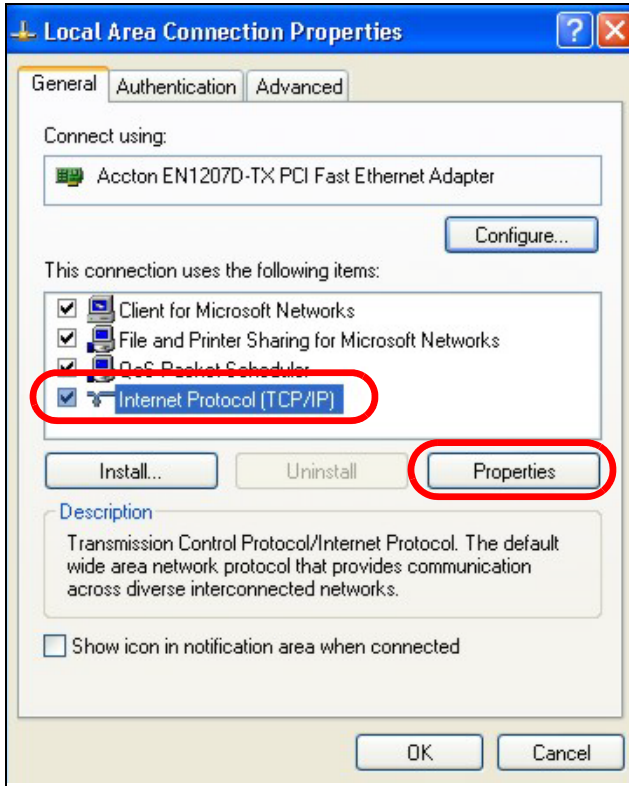 Local Area Connection Properties
General Authentication Advanced
Connect using:
Accton EN1207D-TX PCI Fast Ethernet Adapter
Configure...
This connection uses the following items:
Client for Microsoft Networks
File and Printer Sharing for Microsoft Networks
QoS Packet Scheduler
Internet Protocol (TCP/IP)
Install... Uninstall Properties
Description
Transmission Control Protocol/Internet Protocol. The default
wide area network protocol that provides communication
across diverse interconnected networks.
Show icon in notification area when connected
OK Cancel